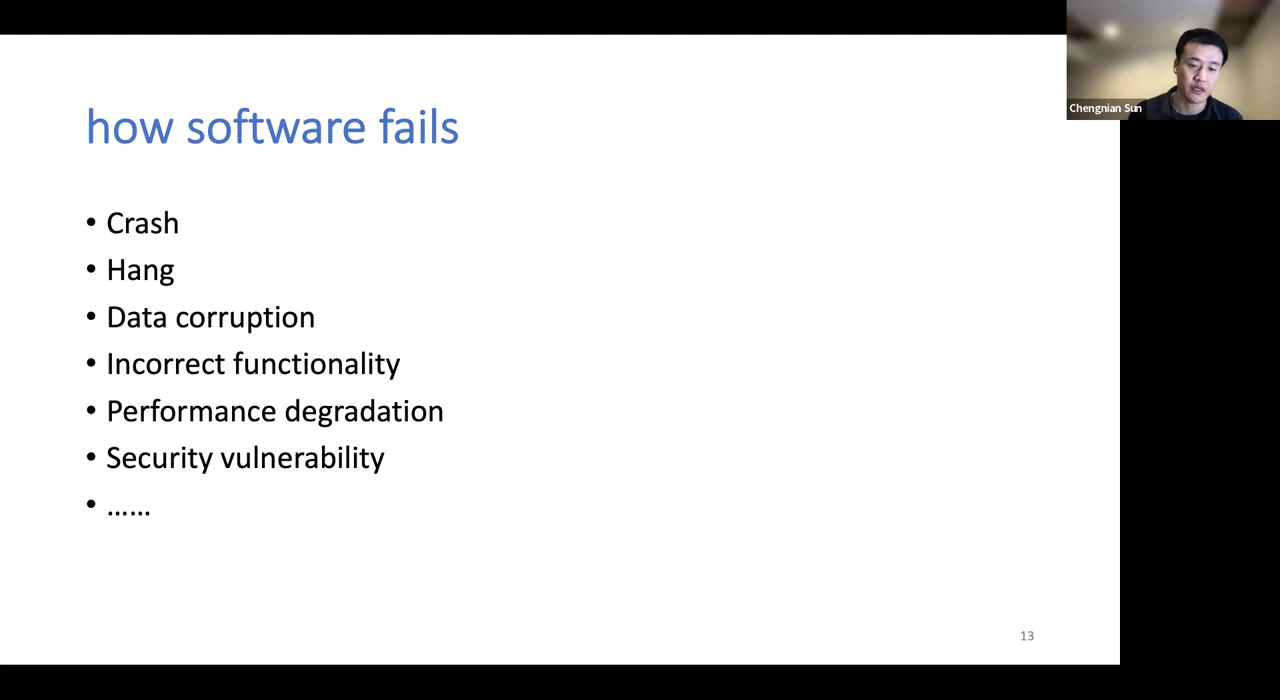 how software fails
• Crash
• Hang
• Data corruption
• Incorrect functionality
• Performance degradation
• Security vulnerability
• ......
13
Chengnian Sun